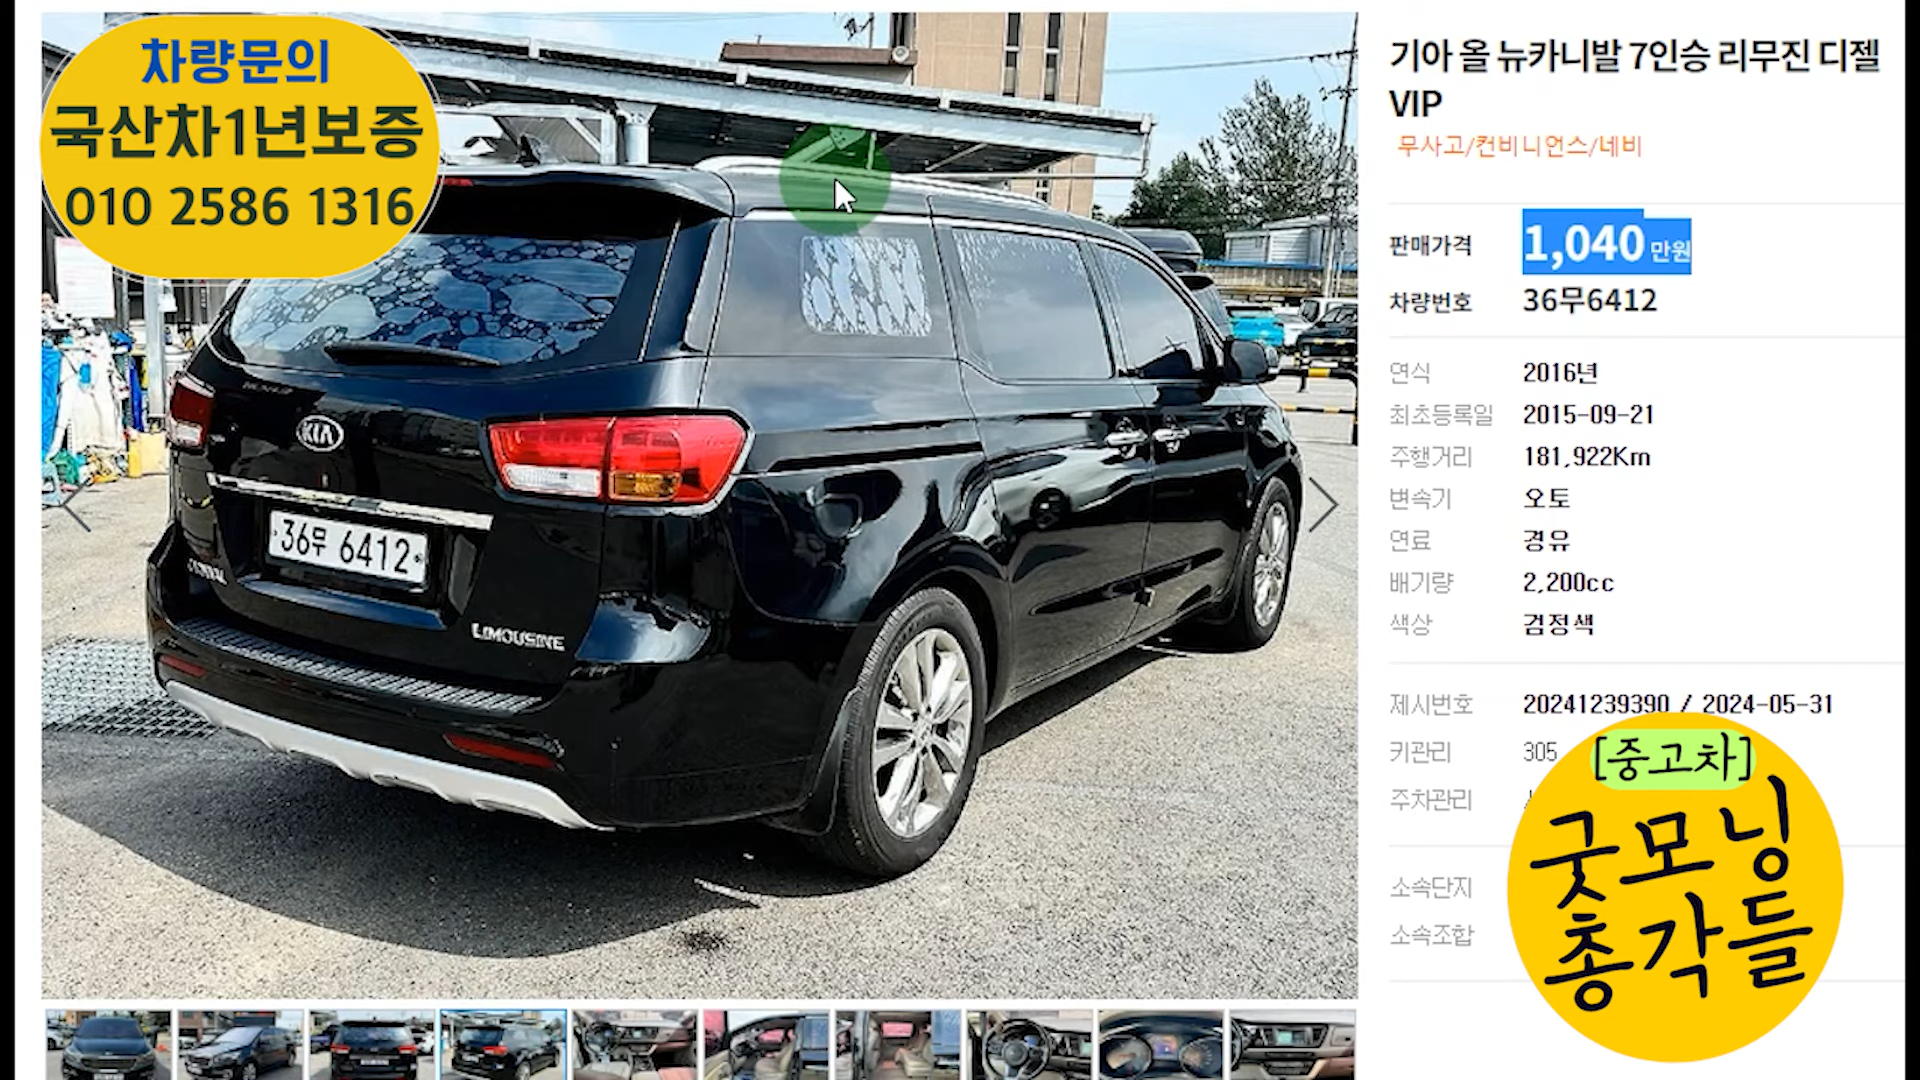 차량문의
국산차1년보증
010 2586 1316
KIA
36무 6412
LIMOUSINE
기아 올 뉴카니발 7인승 리무진 디젤
VIP
무사고/컨비니언스/네비
판매가격 1,040 만원
차량번호 36무6412
연식 2016년
최초등록일 2015-09-21
주행거리 181,922Km
변속기 오토
연료 경유
배기량 2,200cc
색상 검정색
제시번호 20241239390 / 2024-05-31
키관리 305
주차관리
소속단지
소속조합
[중고차]
굿모닝
총각들